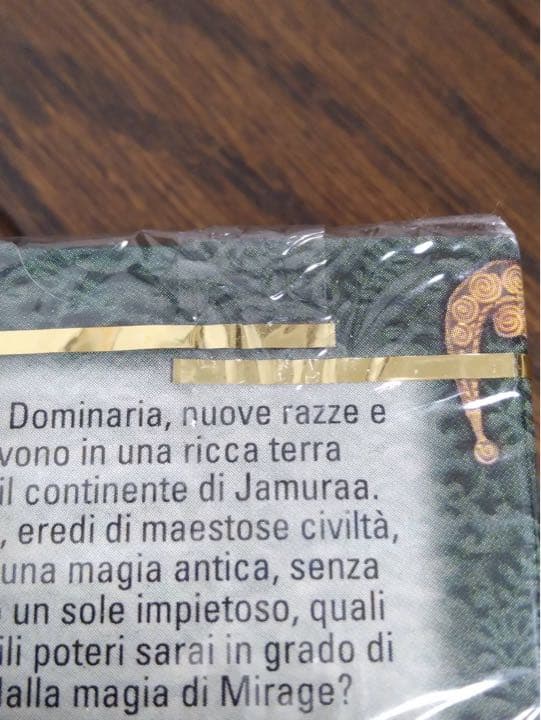 Dominaria, nuove razze e
vono in una ricca terra
il continente di Jamuraa.
, eredi di maestose civiltà,
una magia antica, senza
un sole impietoso, quali
ili poteri sarai in grado di
dalla magia di Mirage?